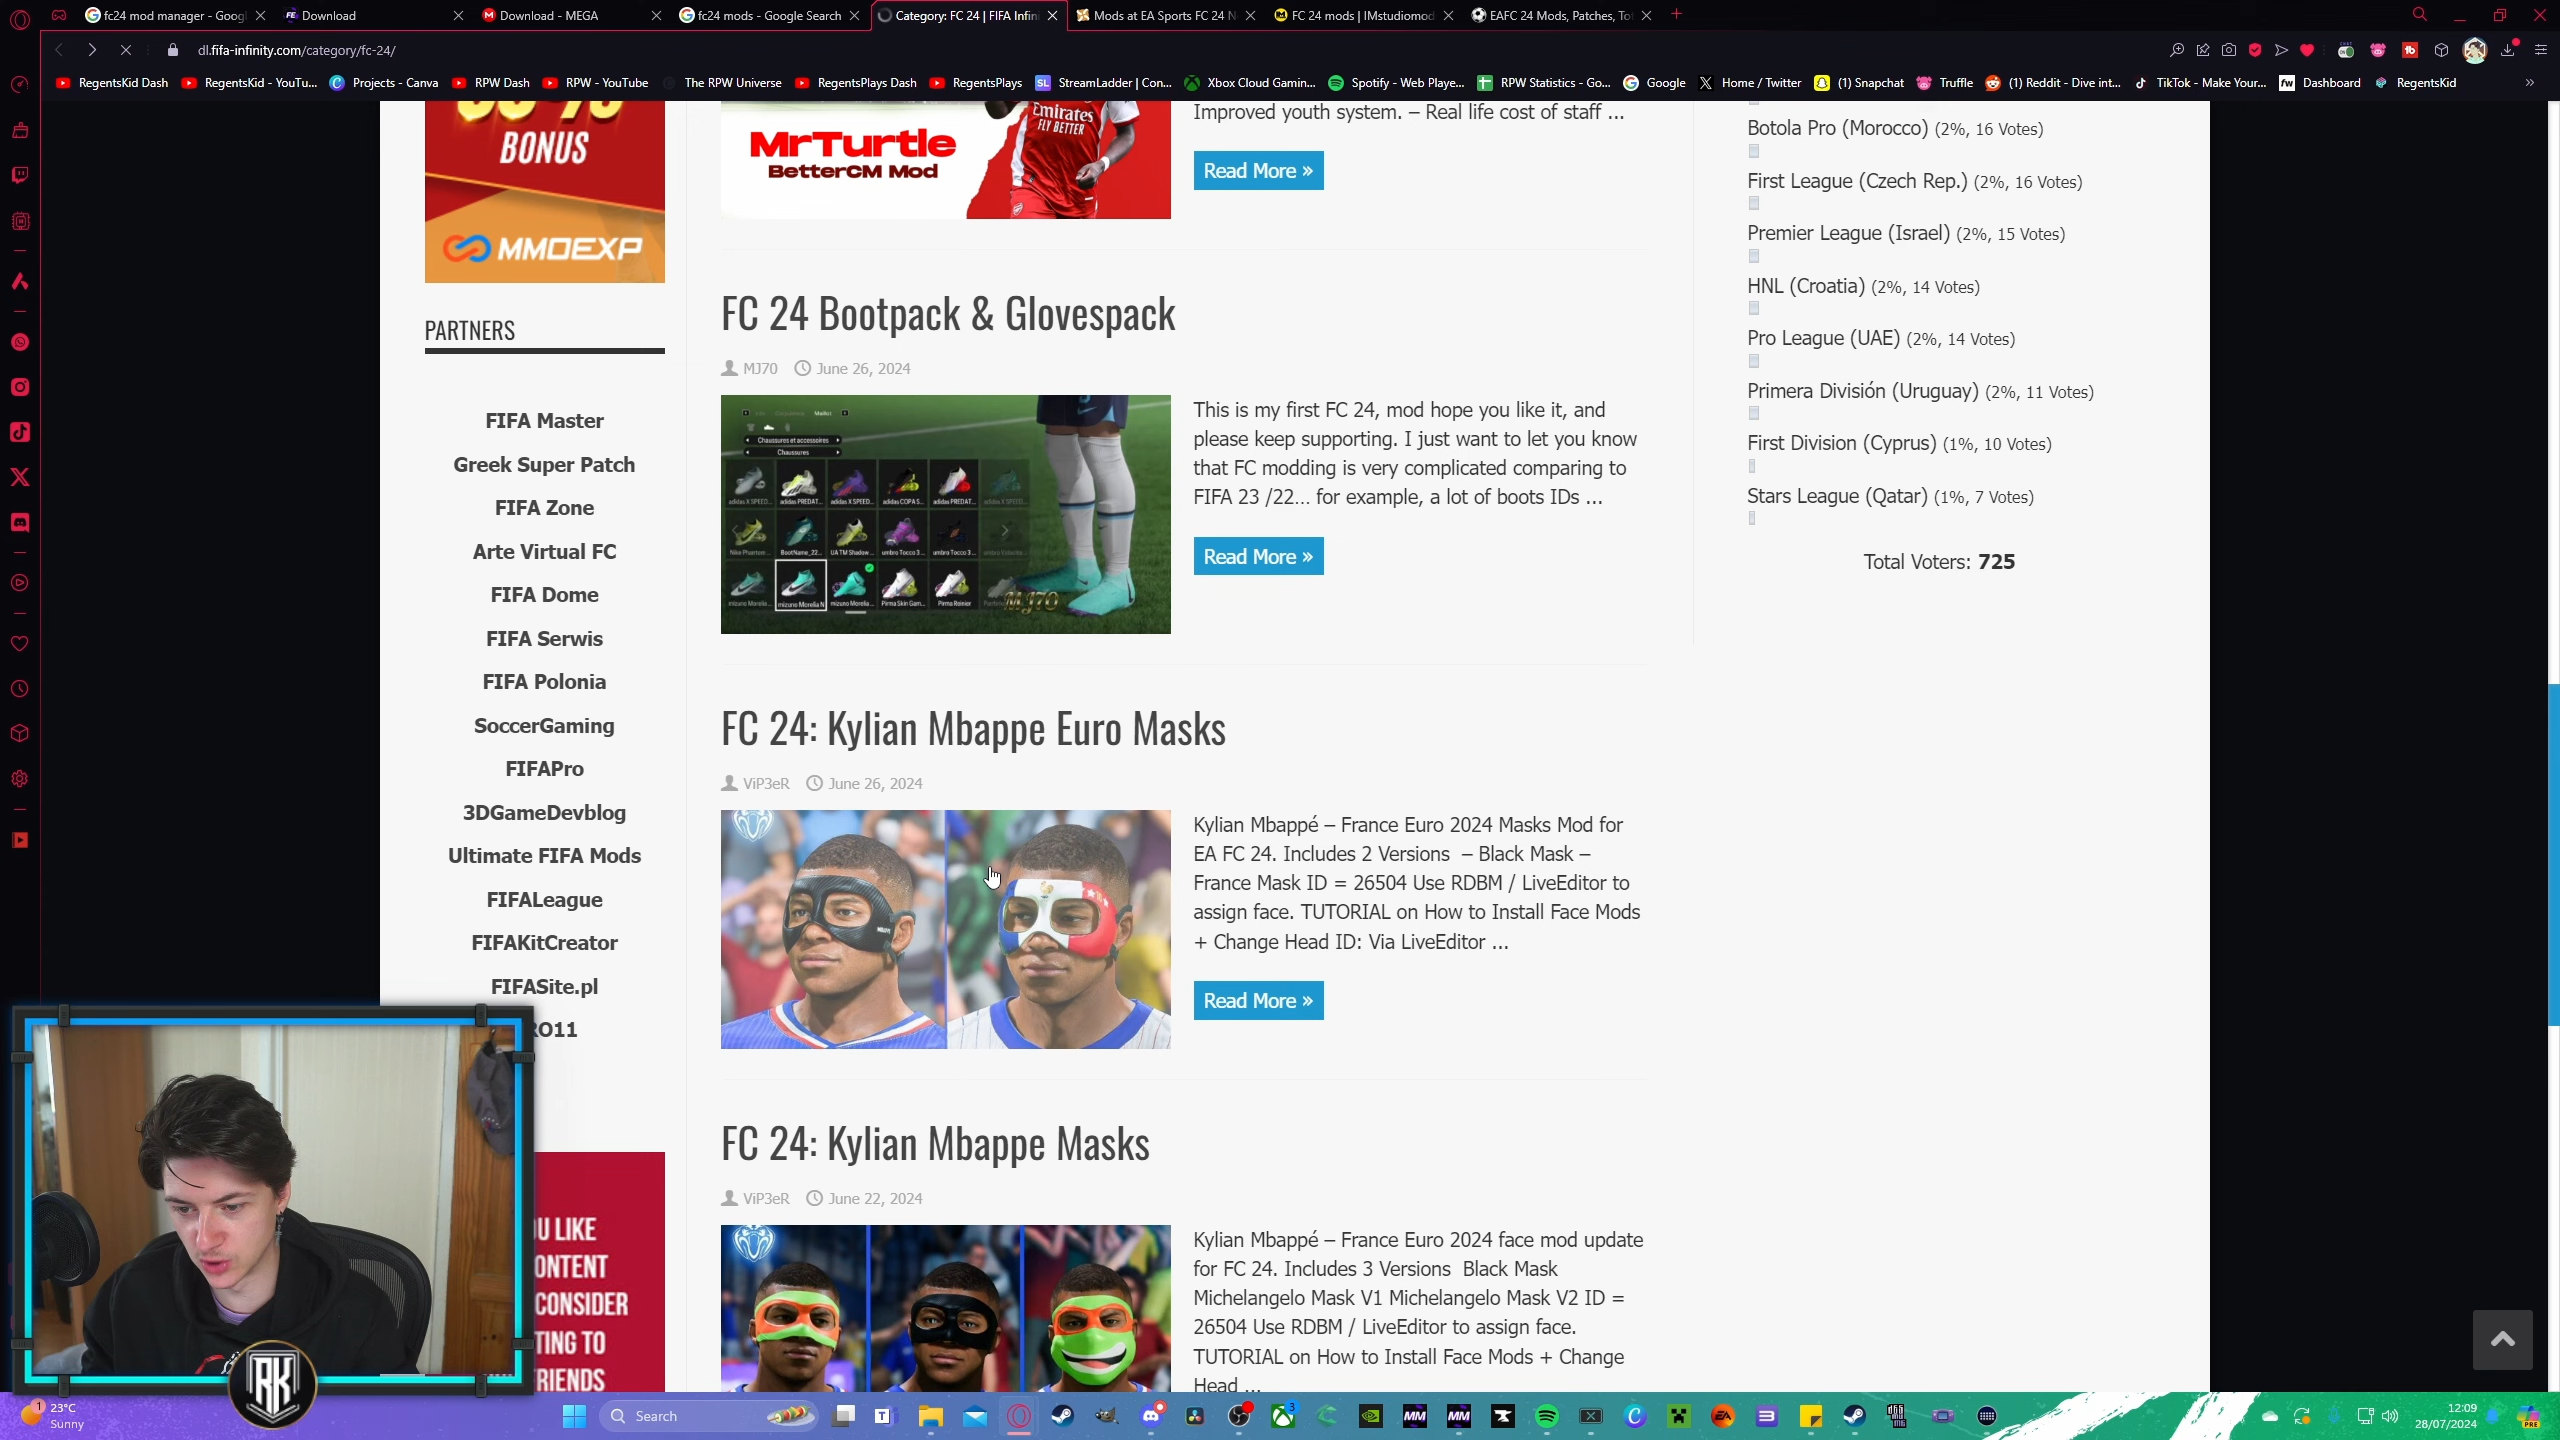 fc24 mod manager - Googl
Download
Download - MEGA
fc24 mods - Google Search
Category: FC 24 | FIFA Infini
Mods at EA Sports FC 24 N
FC 24 mods | IMstudiomod
EAFC 24 Mods, Patches, Tot
dl.fifa-infinity.com/category/fc-24/
RegentsKid Dash
RegentsKid - YouTu...
Projects - Canva
RPW Dash
RPW - YouTube
The RPW Universe
RegentsPlays Dash
RegentsPlays
StreamLadder | Con...
Xbox Cloud Gamin...
Spotify - Web Playe...
RPW Statistics - Go...
Google
Home / Twitter
(1) Snapchat
Truffle
(1) Reddit - Dive int...
TikTok - Make Your...
Dashboard
RegentsKid
BONUS
MMOEXP
PARTNERS
FIFA Master
Greek Super Patch
FIFA Zone
Arte Virtual FC
FIFA Dome
FIFA Serwis
FIFA Polonia
SoccerGaming
FIFAPro
3DGameDevblog
Ultimate FIFA Mods
FIFALeague
FIFAKitCreator
FIFASite.pl
RO11
U LIKE
ONTENT
CONSIDER
TING TO
RIENDS
Emirates
FLY BETTER
MrTurtle
BetterCM Mod
Improved youth system. – Real life cost of staff ...
Read More »
FC 24 Bootpack & Glovespack
MJ70 June 26, 2024
Chaussures et accessoires
Chaussures
This is my first FC 24, mod hope you like it, and
please keep supporting. I just want to let you know
that FC modding is very complicated comparing to
FIFA 23 /22... for example, a lot of boots IDs ...
Read More »
MJ70
FC 24: Kylian Mbappe Euro Masks
ViP3eR June 26, 2024
Kylian Mbappé – France Euro 2024 Masks Mod for
EA FC 24. Includes 2 Versions – Black Mask –
France Mask ID = 26504 Use RDBM / LiveEditor to
assign face. TUTORIAL on How to Install Face Mods
+ Change Head ID: Via LiveEditor ...
Read More »
FC 24: Kylian Mbappe Masks
ViP3eR June 22, 2024
Kylian Mbappé – France Euro 2024 face mod update
for FC 24. Includes 3 Versions Black Mask
Michelangelo Mask V1 Michelangelo Mask V2 ID =
26504 Use RDBM / LiveEditor to assign face.
TUTORIAL on How to Install Face Mods + Change
Head ...
Botola Pro (Morocco) (2%, 16 Votes)
First League (Czech Rep.) (2%, 16 Votes)
Premier League (Israel) (2%, 15 Votes)
HNL (Croatia) (2%, 14 Votes)
Pro League (UAE) (2%, 14 Votes)
Primera División (Uruguay) (2%, 11 Votes)
First Division (Cyprus) (1%, 10 Votes)
Stars League (Qatar) (1%, 7 Votes)
Total Voters: 725
RK
23°C
Sunny
Search
12:09
28/07/2024